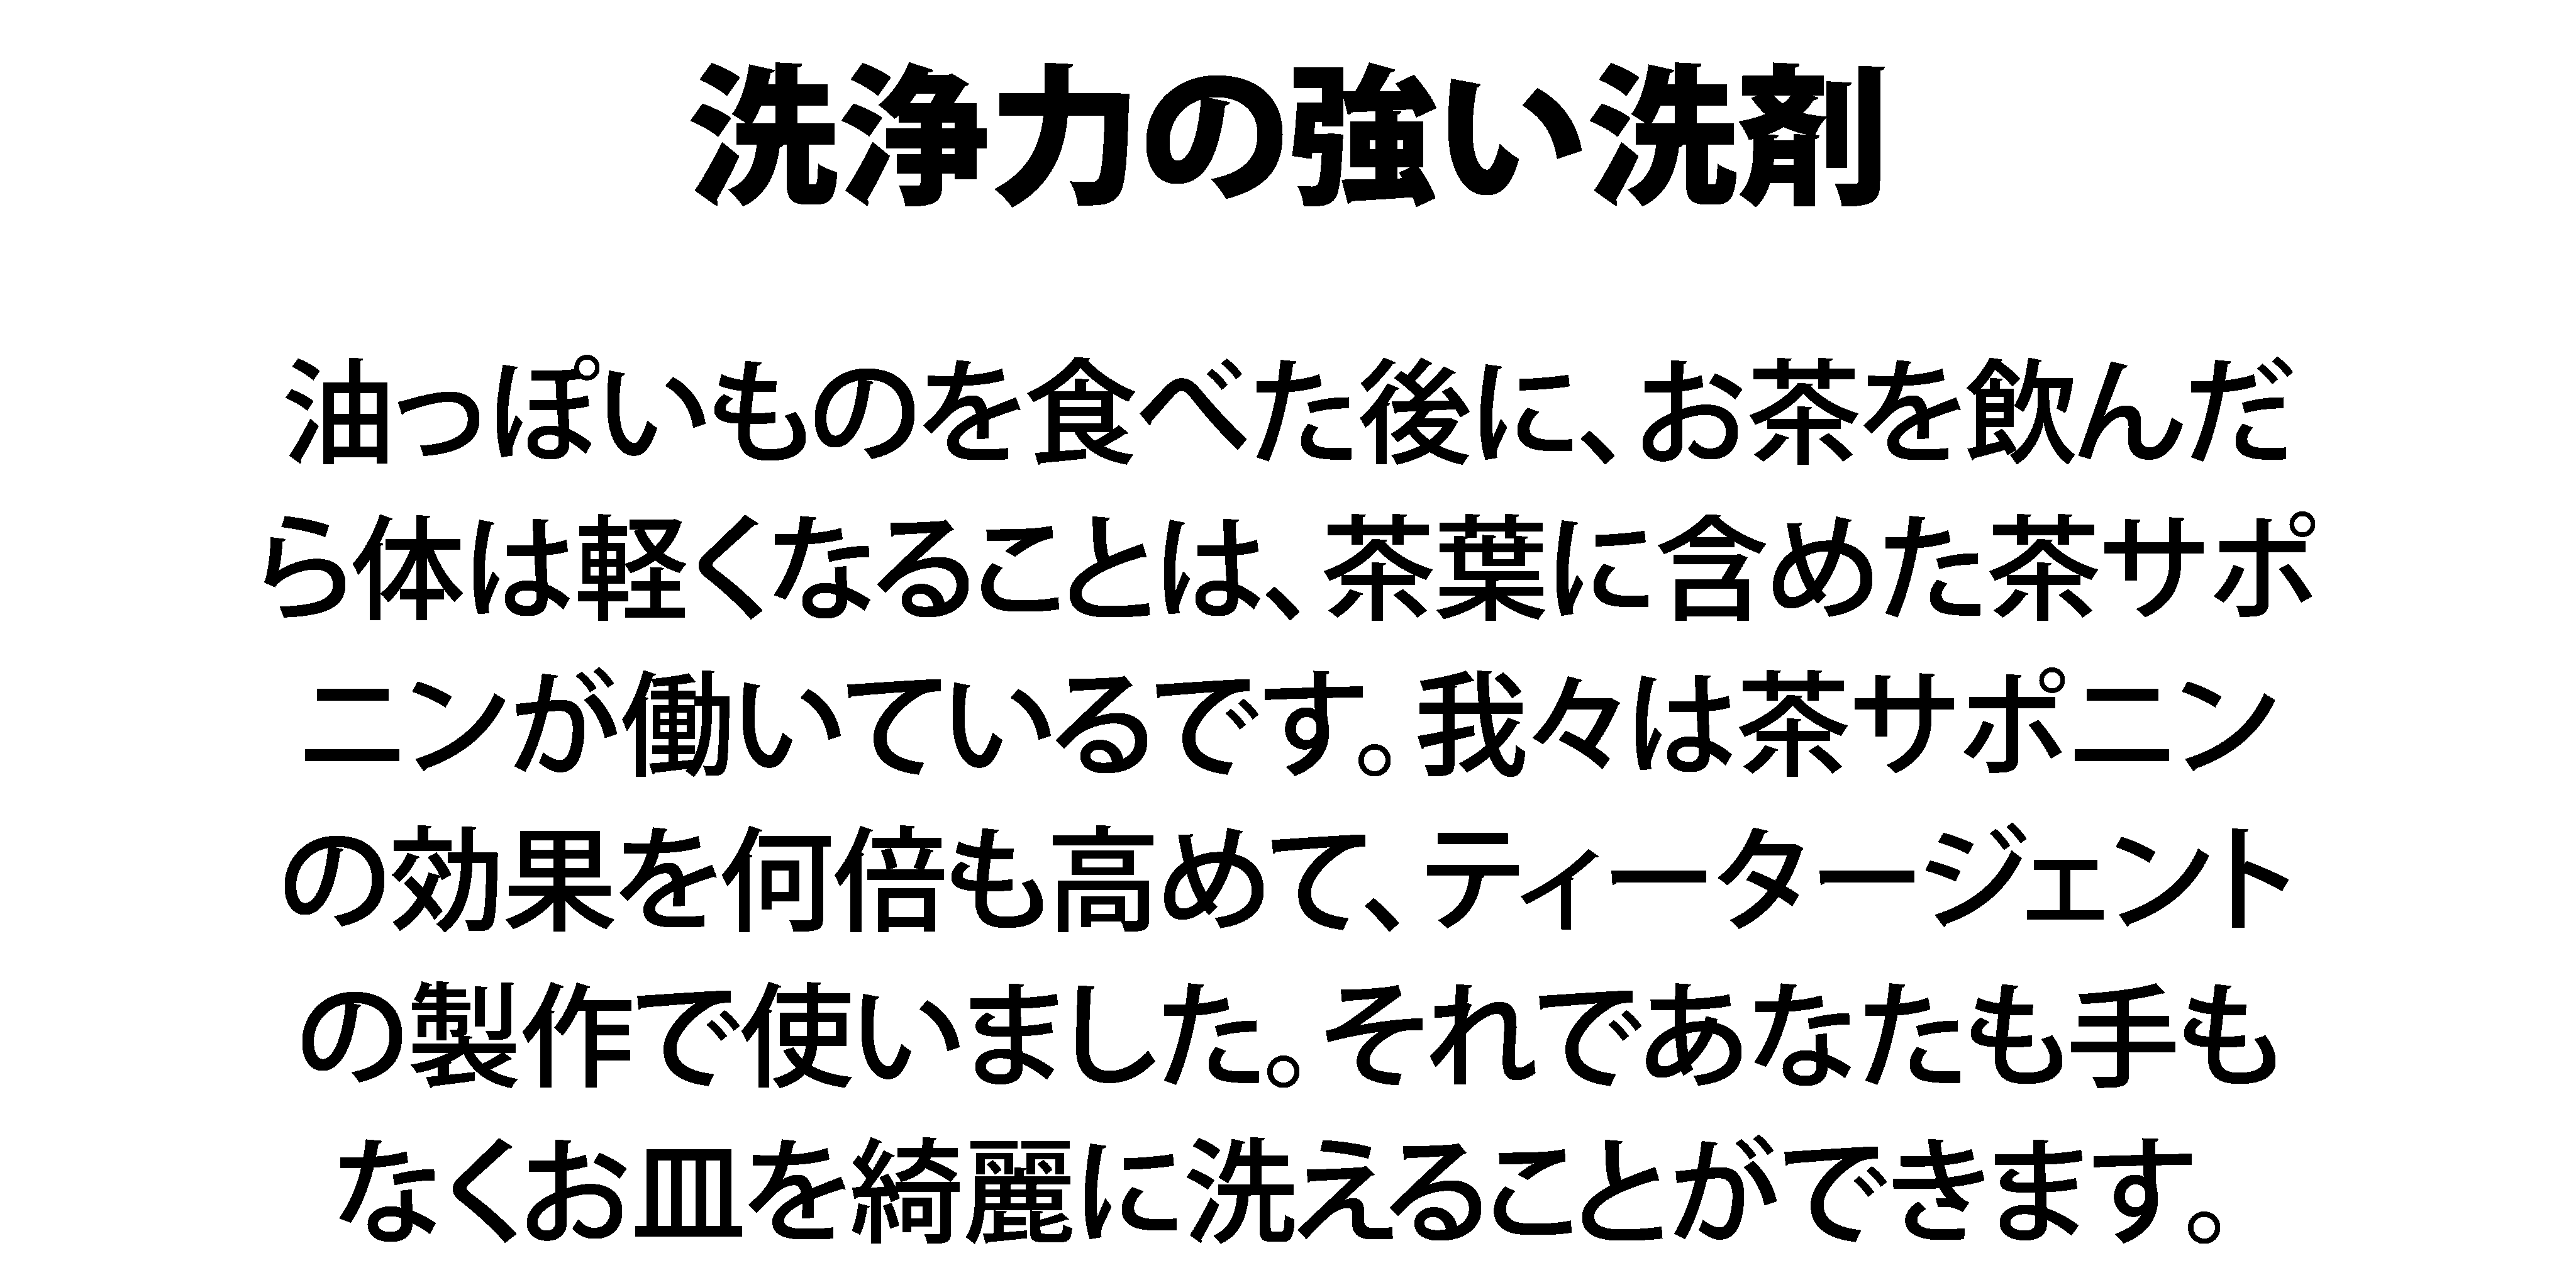 洗浄力の強い洗剤
油っぽいものを食べた後に、お茶を飲んだ
ら体は軽くなることは、茶葉に含めた茶サポ
ニンが働いているです。我々は茶サポニン
の効果を何倍も高めて、ティータージェント
の製作で使いました。それであなたも手も
なくお皿を綺麗に洗えることができます。